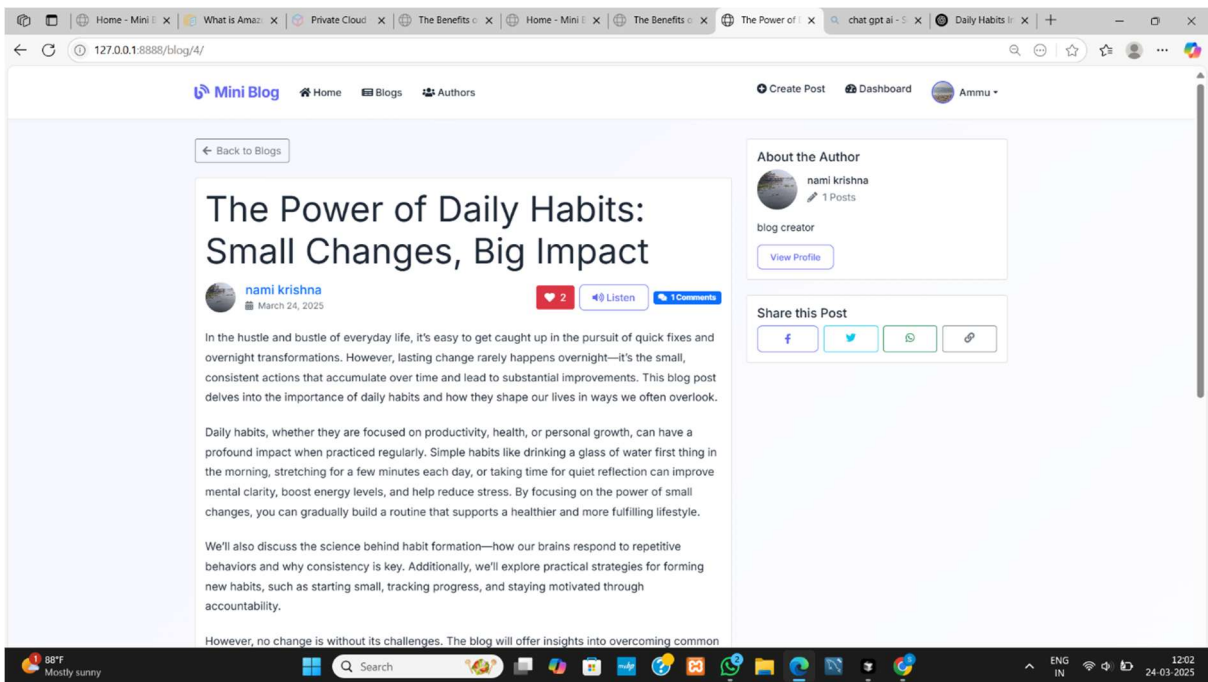 Home - Mini B
What is Amaz
Private Cloud
The Benefits o
Home - Mini B
The Benefits o
The Power of
chat gpt ai - S
Daily Habits Ir
127.0.0.1:8888/blog/4/
Mini Blog
Home
Blogs
Authors
Create Post
Dashboard
Ammu
Back to Blogs
The Power of Daily Habits:
Small Changes, Big Impact
nami krishna
March 24, 2025
2
Listen
1 Comments
In the hustle and bustle of everyday life, it's easy to get caught up in the pursuit of quick fixes and
overnight transformations. However, lasting change rarely happens overnight—it's the small,
consistent actions that accumulate over time and lead to substantial improvements. This blog post
delves into the importance of daily habits and how they shape our lives in ways we often overlook.
Daily habits, whether they are focused on productivity, health, or personal growth, can have a
profound impact when practiced regularly. Simple habits like drinking a glass of water first thing in
the morning, stretching for a few minutes each day, or taking time for quiet reflection can improve
mental clarity, boost energy levels, and help reduce stress. By focusing on the power of small
changes, you can gradually build a routine that supports a healthier and more fulfilling lifestyle.
We'll also discuss the science behind habit formation—how our brains respond to repetitive
behaviors and why consistency is key. Additionally, we'll explore practical strategies for forming
new habits, such as starting small, tracking progress, and staying motivated through
accountability.
However, no change is without its challenges. The blog will offer insights into overcoming common
About the Author
nami krishna
1 Posts
blog creator
View Profile
Share this Post
1
88°F
Mostly sunny
Search
ENG
IN
12:02
24-03-2025